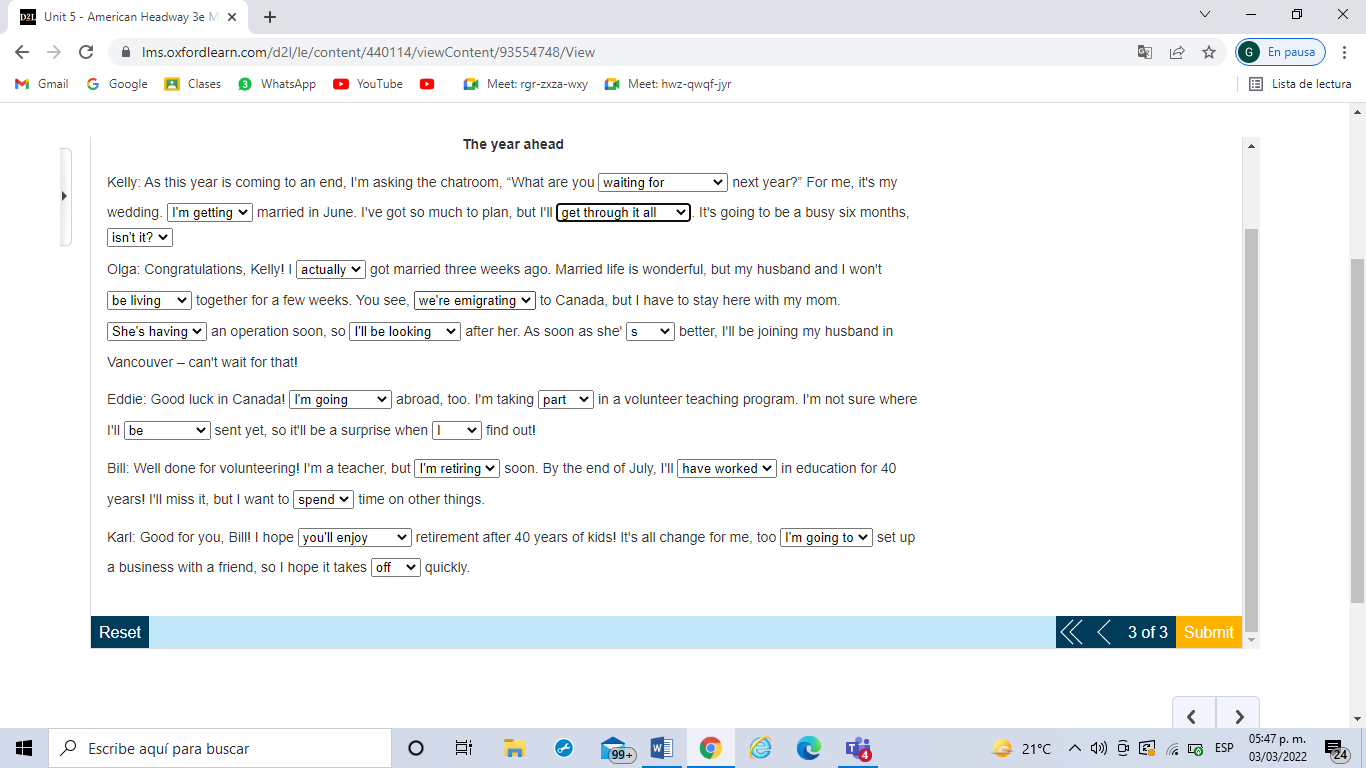 D2L Unit 5 - American Headway 3e M
lms.oxfordlearn.com/d2l/le/content/440114/viewContent/93554748/View
G En pausa
Gmail Google Clases 3 WhatsApp YouTube Meet: rgr-zxza-wxy Meet: hwz-qwqf-jyr Lista de lectura
The year ahead
Kelly: As this year is coming to an end, I'm asking the chatroom, “What are you waiting for next year?” For me, it's my
wedding. I'm getting married in June. I've got so much to plan, but I'll get through it all . It's going to be a busy six months,
isn't it?
Olga: Congratulations, Kelly! I actually got married three weeks ago. Married life is wonderful, but my husband and I won't
be living together for a few weeks. You see, we're emigrating to Canada, but I have to stay here with my mom.
She's having an operation soon, so I'll be looking after her. As soon as she' s better, I'll be joining my husband in
Vancouver – can't wait for that!
Eddie: Good luck in Canada! I'm going abroad, too. I'm taking part in a volunteer teaching program. I'm not sure where
I'll be sent yet, so it'll be a surprise when I find out!
Bill: Well done for volunteering! I'm a teacher, but I'm retiring soon. By the end of July, I'll have worked in education for 40
years! I'll miss it, but I want to spend time on other things.
Karl: Good for you, Bill! I hope you'll enjoy retirement after 40 years of kids! It's all change for me, too I'm going to set up
a business with a friend, so I hope it takes off quickly.
Reset 3 of 3 Submit
Escribe aquí para buscar 99+ 4 21°C ESP 05:47 p. m.
03/03/2022 24